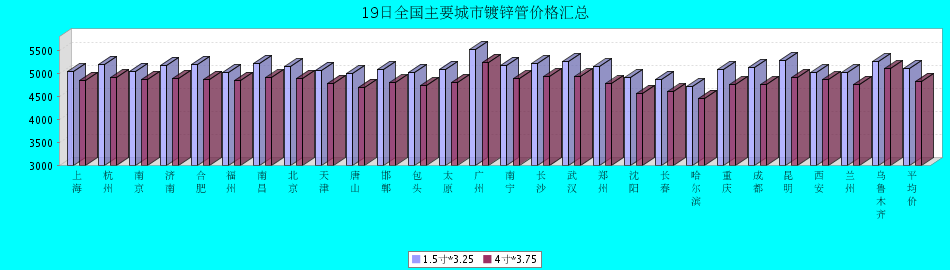 19日全国主要城市镀锌管价格汇总
5500
5000
4500
4000
3500
3000
上海 杭州 南京 济南 合肥 福州 南昌 北京 天津 唐山 邯郸 包头 太原 广州 南宁 长沙 武汉 郑州 沈阳 长春 哈尔滨 重庆 成都 昆明 西安 兰州 乌鲁木齐 平均价
1.5寸*3.25 4寸*3.75